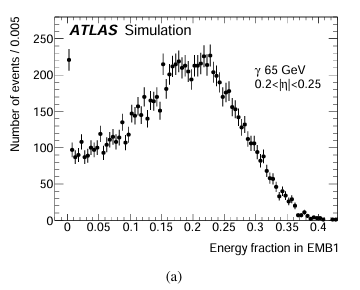 ATLAS Simulation
γ 65 GeV
0.2<|η|<0.25
Number of events / 0.005
250
200
150
100
50
0
0 0.05 0.1 0.15 0.2 0.25 0.3 0.35 0.4
Energy fraction in EMB1
(a)